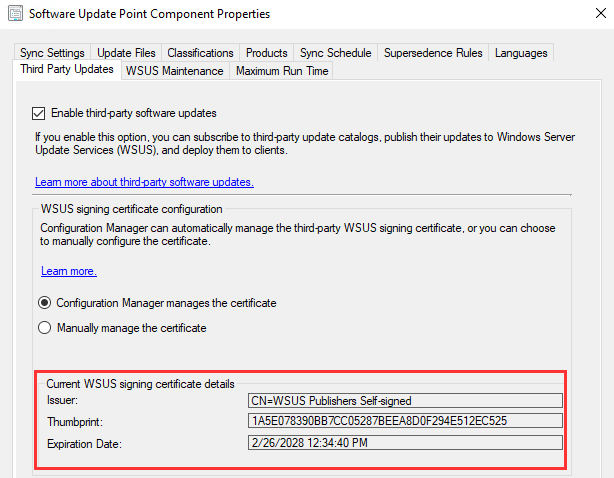 Software Update Point Component Properties
Sync Settings Update Files Classifications Products Sync Schedule Supersedence Rules Languages
Third Party Updates WSUS Maintenance Maximum Run Time
Enable third-party software updates
If you enable this option, you can subscribe to third-party update catalogs, publish their updates to Windows Server
Update Services (WSUS), and deploy them to clients.
Learn more about third-party software updates.
WSUS signing certificate configuration
Configuration Manager can automatically manage the third-party WSUS signing certificate, or you can choose
to manually configure the certificate.
Learn more.
Configuration Manager manages the certificate
Manually manage the certificate
Current WSUS signing certificate details
Issuer: CN=WSUS Publishers Self-signed
Thumbprint: 1A5E078390BB7CC05287BEEA8D0F294E512EC525
Expiration Date: 2/26/2028 12:34:40 PM